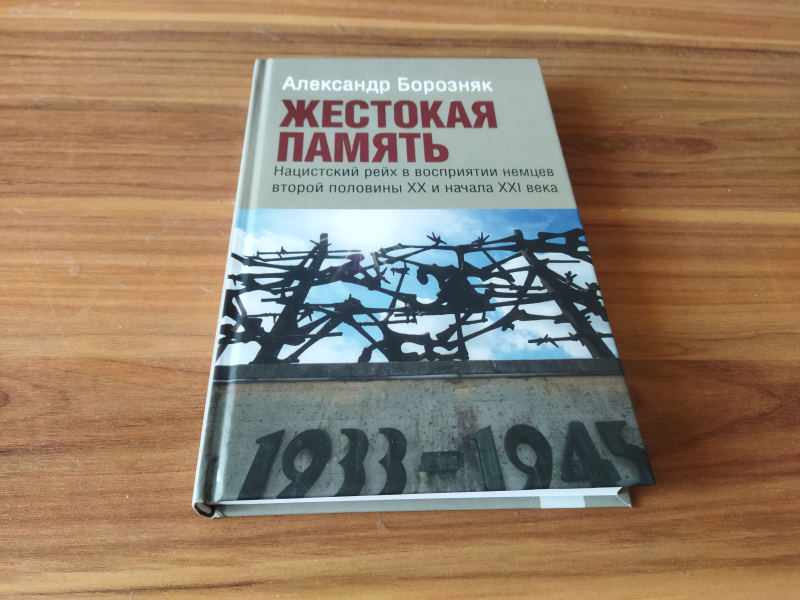 Александр Борозняк
ЖЕСТОКАЯ
ПАМЯТЬ
Нацистский рейх в восприятии немцев
второй половины XX и начала XXI века
1933-1945